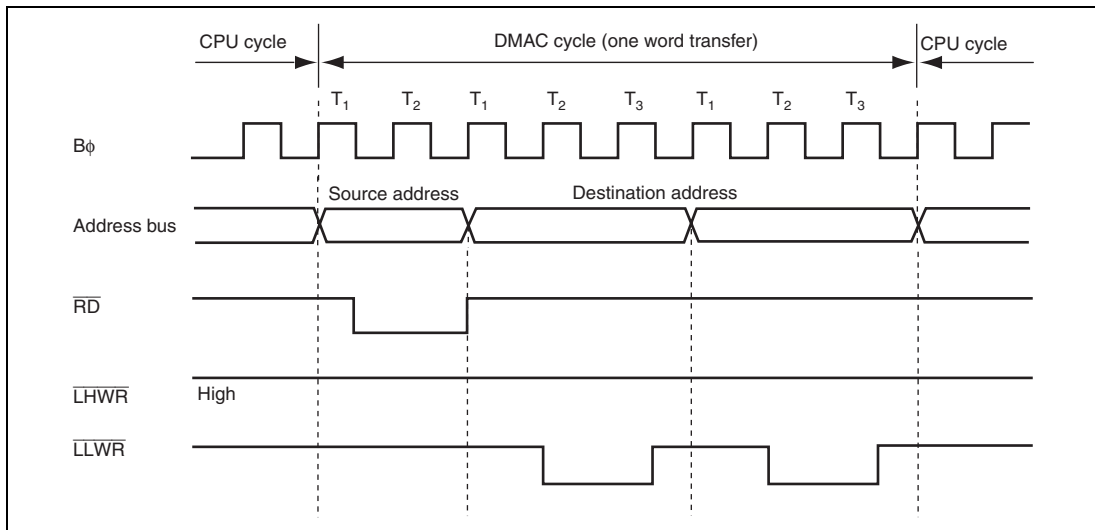 CPU cycle DMAC cycle (one word transfer) CPU cycle
T1 T2 T1 T2 T3 T1 T2 T3
Bφ
Source address Destination address
Address bus
RD
LHWR High
LLWR